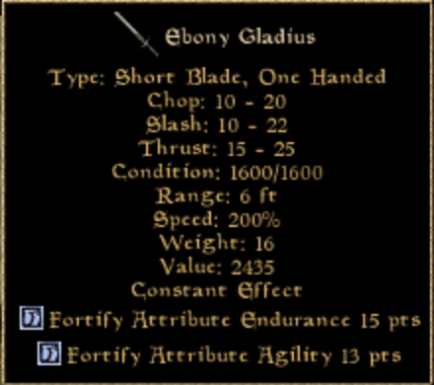 Ebony Gladius
Type: Short Blade, One Handed
Chop: 10 - 20
Slash: 10 - 22
Thrust: 15 - 25
Condition: 1600/1600
Range: 6 ft
Speed: 200%
Weight: 16
Value: 2435
Constant Effect
Fortify Attribute Endurance 15 pts
Fortify Attribute Agility 13 pts